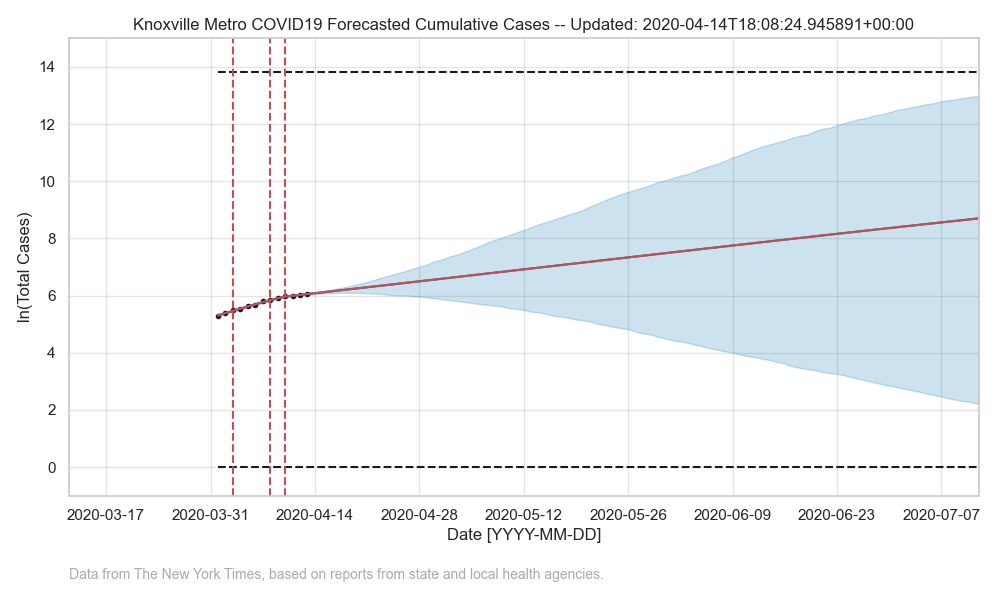 Knoxville Metro COVID19 Forecasted Cumulative Cases -- Updated: 2020-04-14T18:08:24.945891+00:00
ln(Total Cases)
14
12
10
8
6
4
2
0
2020-03-17 2020-03-31 2020-04-14 2020-04-28 2020-05-12 2020-05-26 2020-06-09 2020-06-23 2020-07-07
Date [YYYY-MM-DD]
Data from The New York Times, based on reports from state and local health agencies.